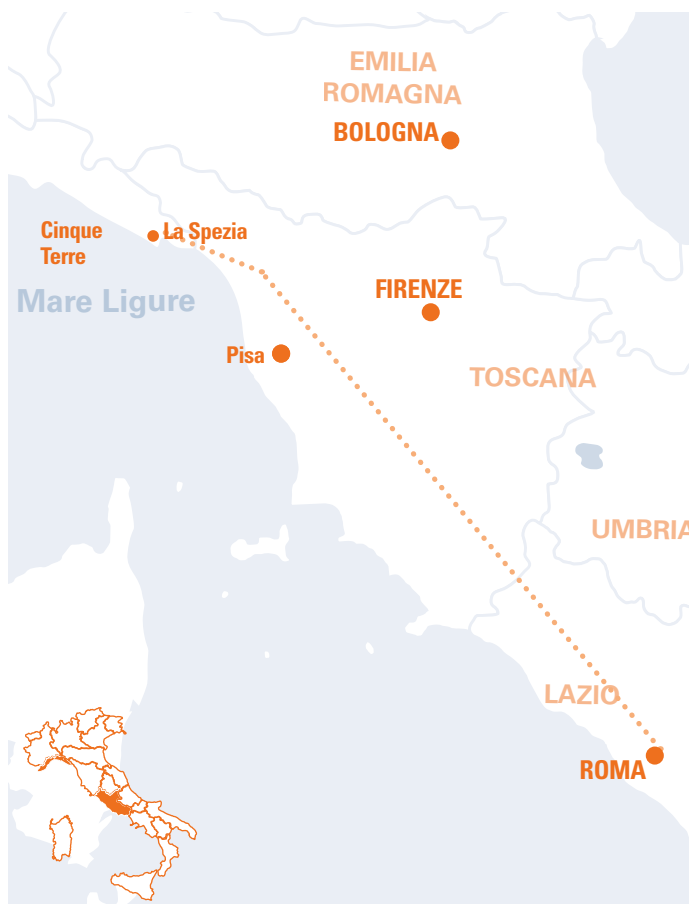 EMILIA
ROMAGNA
BOLOGNA
Cinque
Terre
La Spezia
Mare Ligure
FIRENZE
Pisa
TOSCANA
UMBRIA
LAZIO
ROMA